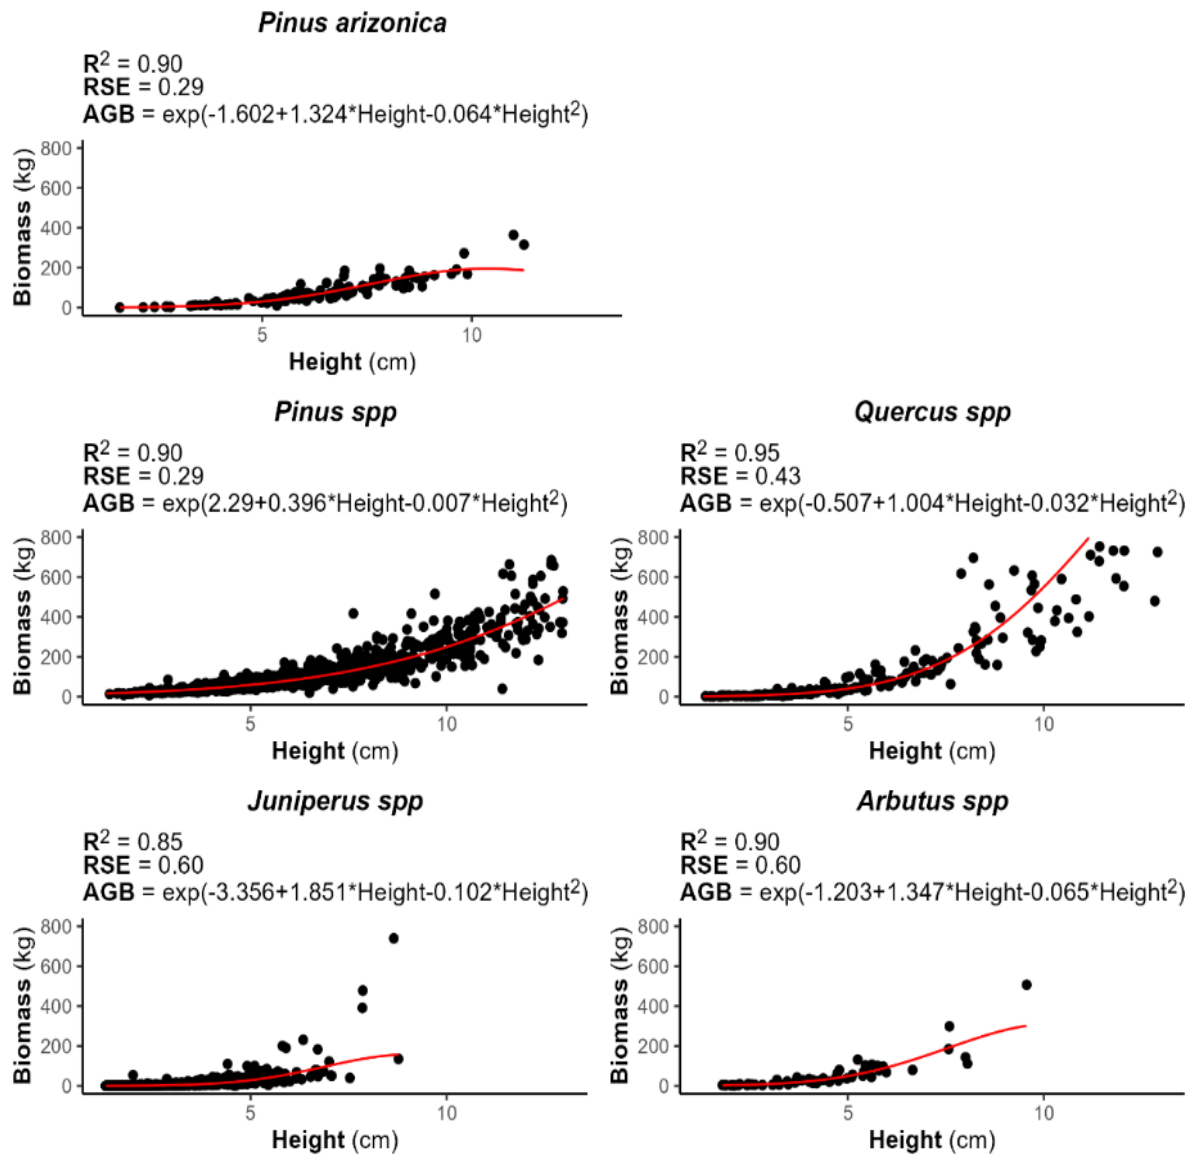 Pinus arizonica
R2 = 0.90
RSE = 0.29
AGB = exp(-1.602+1.324*Height-0.064*Height2)
800
600
400
200
0
Biomass (kg)
5 10
Height (cm)
Pinus spp
R2 = 0.90
RSE = 0.29
AGB = exp(2.29+0.396*Height-0.007*Height2)
800
600
400
200
0
Biomass (kg)
5 10
Height (cm)
Quercus spp
R2 = 0.95
RSE = 0.43
AGB = exp(-0.507+1.004*Height-0.032*Height2)
800
600
400
200
0
Biomass (kg)
5 10
Height (cm)
Juniperus spp
R2 = 0.85
RSE = 0.60
AGB = exp(-3.356+1.851*Height-0.102*Height2)
800
600
400
200
0
Biomass (kg)
5 10
Height (cm)
Arbutus spp
R2 = 0.90
RSE = 0.60
AGB = exp(-1.203+1.347*Height-0.065*Height2)
800
600
400
200
0
Biomass (kg)
5 10
Height (cm)